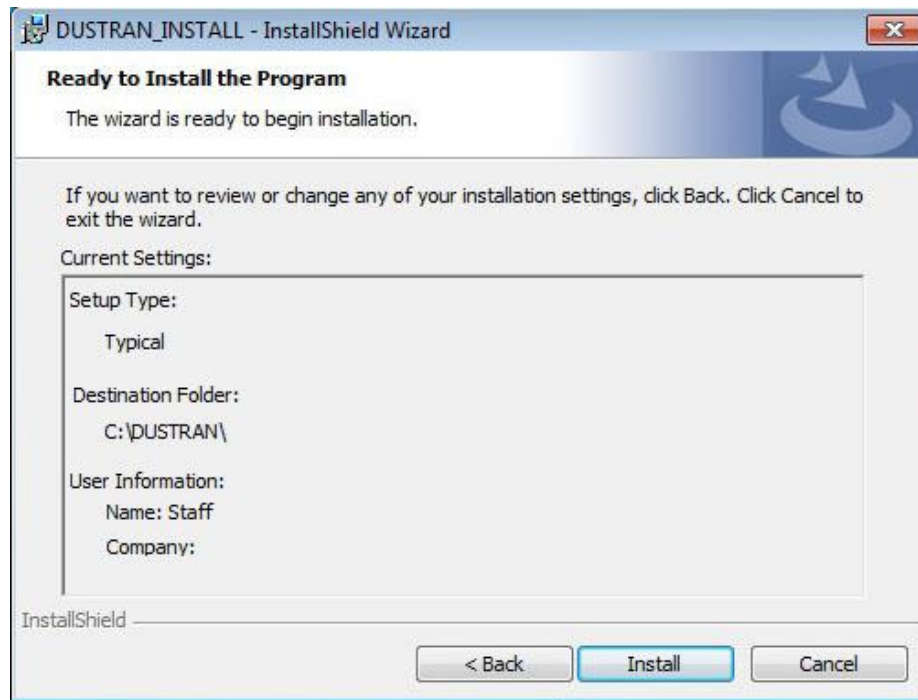 DUSTRAN_INSTALL - InstallShield Wizard
Ready to Install the Program
The wizard is ready to begin installation.
If you want to review or change any of your installation settings, click Back. Click Cancel to
exit the wizard.
Current Settings:
Setup Type:
Typical
Destination Folder:
C:\DUSTRAN\
User Information:
Name: Staff
Company:
InstallShield
< Back Install Cancel